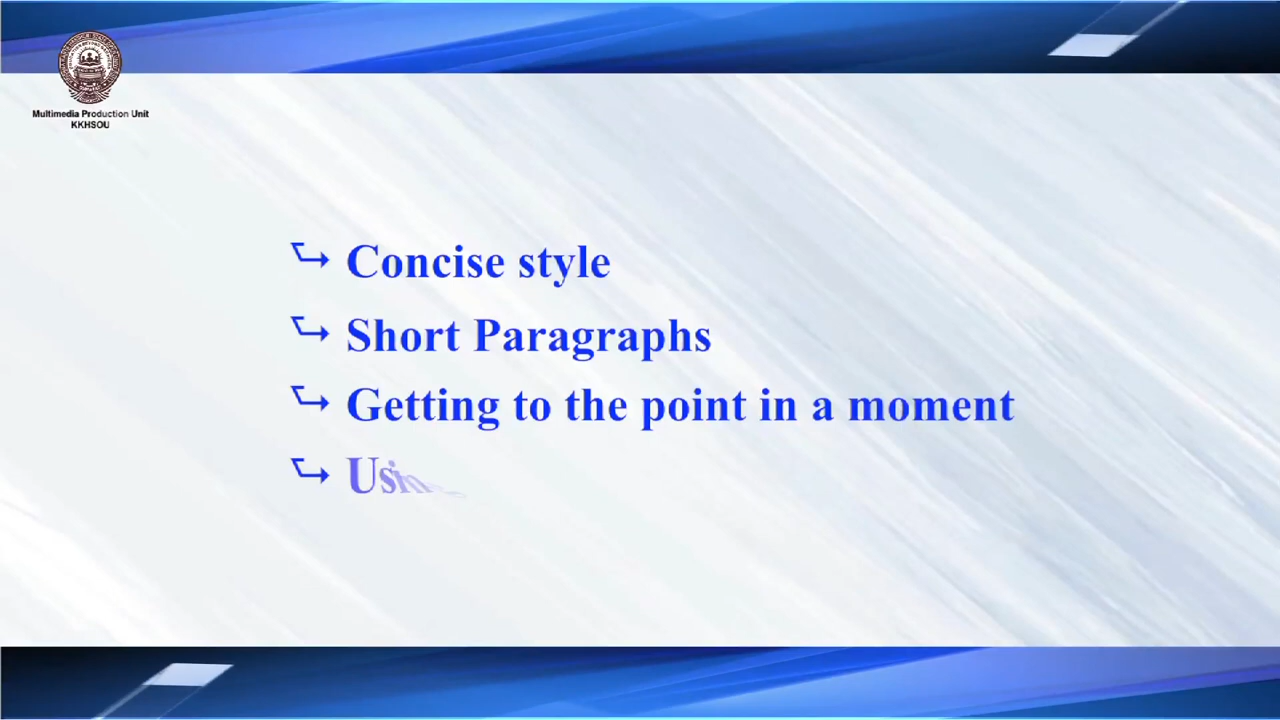 Multimedia Production Unit
KKHSOU
Concise style
Short Paragraphs
Getting to the point in a moment